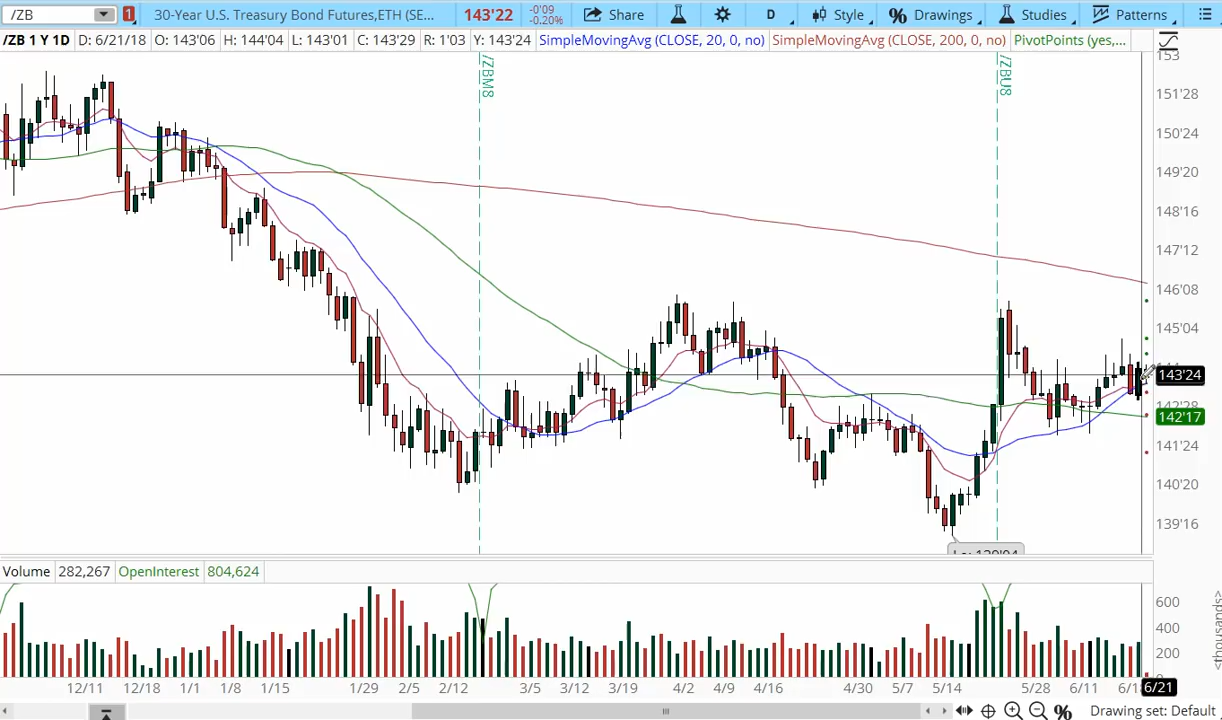 /ZB 1 30-Year U.S. Treasury Bond Futures,ETH (SE... 143'22 -0'09 -0.20% Share D Style % Drawings Studies Patterns
/ZB 1 Y 1D D: 6/21/18 O: 143'06 H: 144'04 L: 143'01 C: 143'29 R: 1'03 Y: 143'24 SimpleMovingAvg (CLOSE, 20, 0, no) SimpleMovingAvg (CLOSE, 200, 0, no) PivotPoints (yes,...
/ZBM8
/ZBU8
153
151'28
150'24
149'20
148'16
147'12
146'08
145'04
143'24
142'28
142'17
141'24
140'20
139'16
Volume 282,267 OpenInterest 804,624
600
400
200
<thousands>
12/11 12/18 1/1 1/8 1/15 1/29 2/5 2/12 3/5 3/12 3/19 4/2 4/9 4/16 4/30 5/7 5/14 5/28 6/11 6/21
% Drawing set: Default